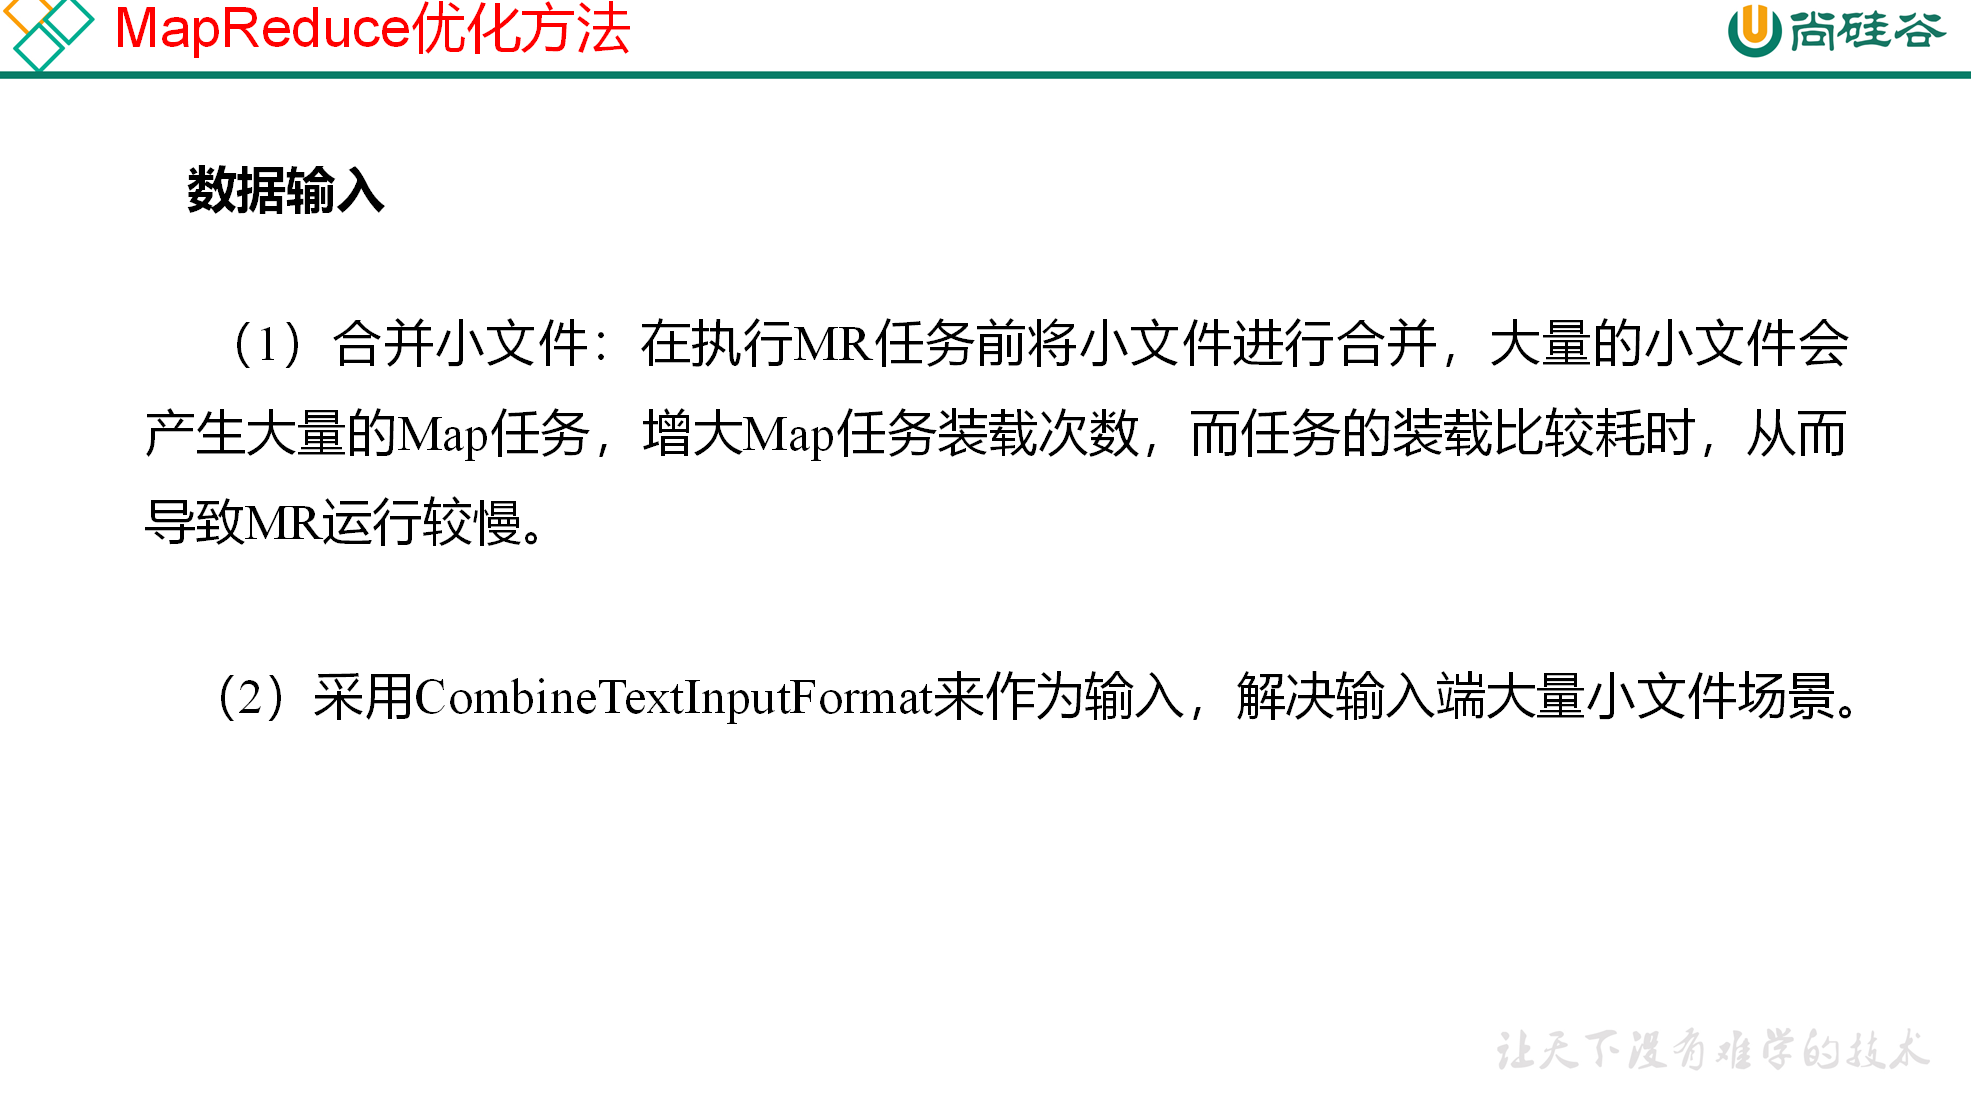 MapReduce优化方法
尚硅谷
数据输入
（1）合并小文件：在执行MR任务前将小文件进行合并，大量的小文件会
产生大量的Map任务，增大Map任务装载次数，而任务的装载比较耗时，从而
导致MR运行较慢。
（2）采用CombineTextInputFormat来作为输入，解决输入端大量小文件场景。
让天下没有难学的技术